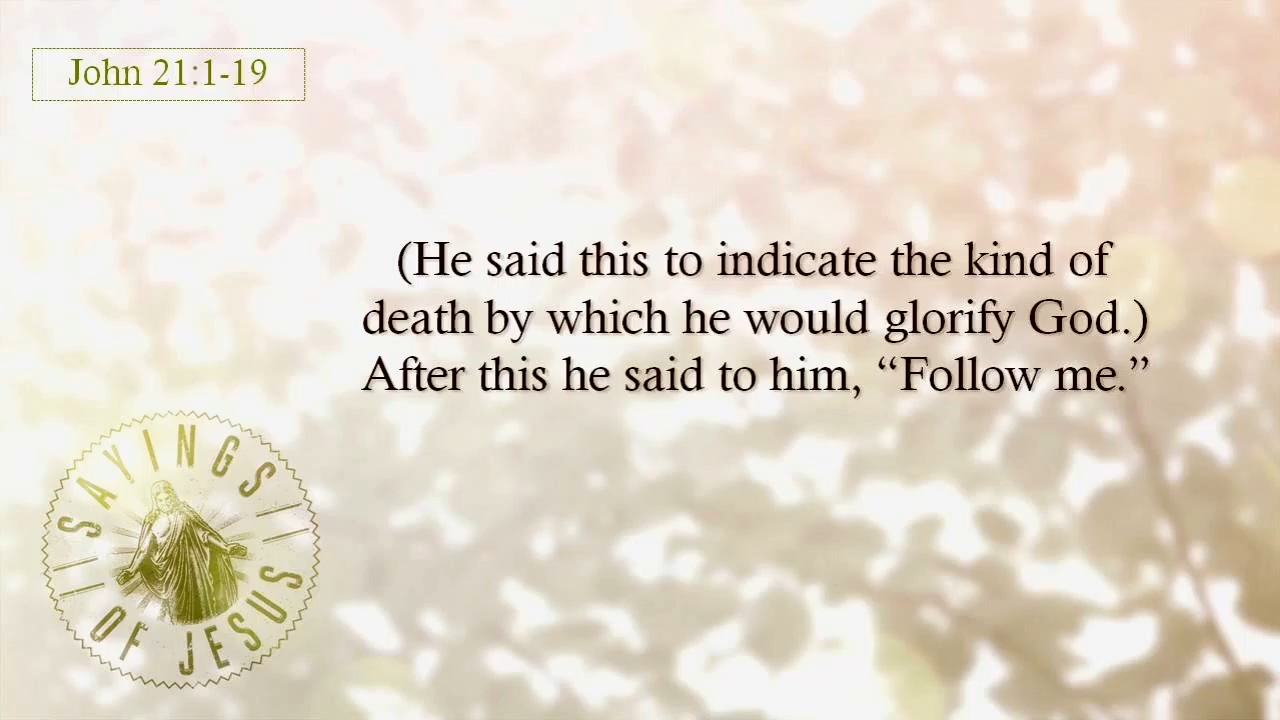 John 21:1-19
(He said this to indicate the kind of
death by which he would glorify God.)
After this he said to him, “Follow me.”
SAYINGS
OF JESUS